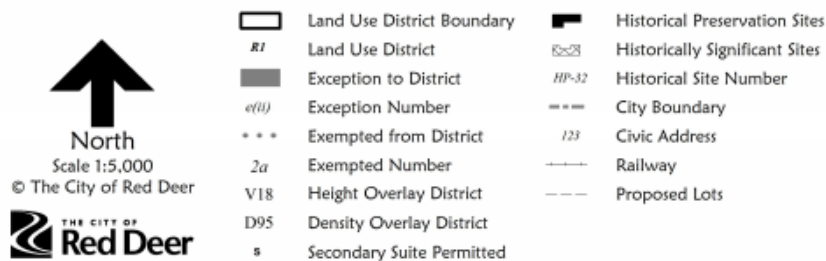 North
Scale 1:5,000
© The City of Red Deer
THE CITY OF
Red Deer
Land Use District Boundary
R1 Land Use District
Exception to District
e(ii) Exception Number
Exempted from District
2a Exempted Number
V18 Height Overlay District
D95 Density Overlay District
s Secondary Suite Permitted
Historical Preservation Sites
Historically Significant Sites
HP-32 Historical Site Number
City Boundary
123 Civic Address
Railway
Proposed Lots